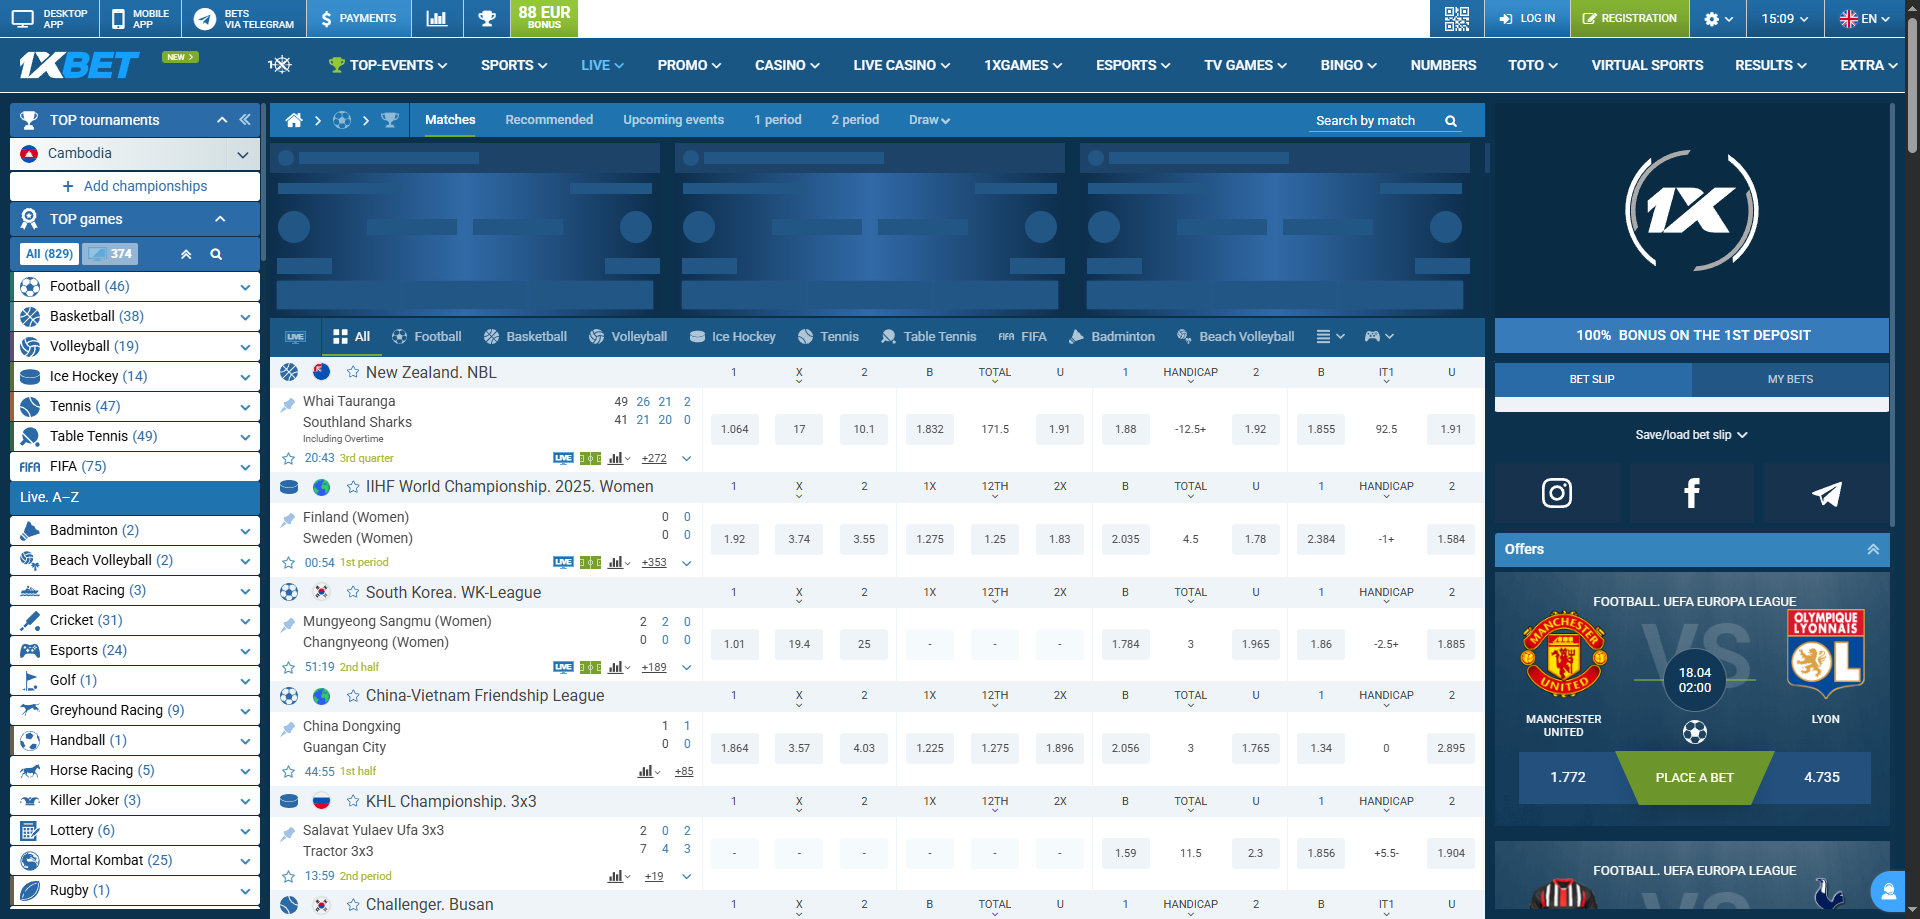 DESKTOP APP
MOBILE APP
BETS VIA TELEGRAM
PAYMENTS
88 EUR BONUS
LOG IN
REGISTRATION
15:09
EN
1XBET
NEW >
TOP-EVENTS
SPORTS
LIVE
PROMO
CASINO
LIVE CASINO
1XGAMES
ESPORTS
TV GAMES
BINGO
NUMBERS
TOTO
VIRTUAL SPORTS
RESULTS
EXTRA
TOP tournaments
Cambodia
+ Add championships
TOP games
All (829) 374
Football (46)
Basketball (38)
Volleyball (19)
Ice Hockey (14)
Tennis (47)
Table Tennis (49)
FIFA FIFA (75)
Live. A–Z
Badminton (2)
Beach Volleyball (2)
Boat Racing (3)
Cricket (31)
Esports (24)
Golf (1)
Greyhound Racing (9)
Handball (1)
Horse Racing (5)
Killer Joker (3)
Lottery (6)
Mortal Kombat (25)
Rugby (1)
Matches Recommended Upcoming events 1 period 2 period Draw
Search by match
LIVE All Football Basketball Volleyball Ice Hockey Tennis Table Tennis FIFA FIFA Badminton Beach Volleyball
New Zealand. NBL 1 X 2 B TOTAL U 1 HANDICAP 2 B IT1 U
Whai Tauranga 49 26 21 2
Southland Sharks 41 21 20 0
Including Overtime
1.064 17 10.1 1.832 171.5 1.91 1.88 -12.5+ 1.92 1.855 92.5 1.91
20:43 3rd quarter LIVE +272
IIHF World Championship. 2025. Women 1 X 2 1X 12TH 2X B TOTAL U 1 HANDICAP 2
Finland (Women) 0 0
Sweden (Women) 0 0
1.92 3.74 3.55 1.275 1.25 1.83 2.035 4.5 1.78 2.384 -1+ 1.584
00:54 1st period LIVE +353
South Korea. WK-League 1 X 2 1X 12TH 2X B TOTAL U 1 HANDICAP 2
Mungyeong Sangmu (Women) 2 2 0
Changnyeong (Women) 0 0 0
1.01 19.4 25 - - - 1.784 3 1.965 1.86 -2.5+ 1.885
51:19 2nd half LIVE +189
China-Vietnam Friendship League 1 X 2 1X 12TH 2X B TOTAL U 1 HANDICAP 2
China Dongxing 1 1
Guangan City 0 0
1.864 3.57 4.03 1.225 1.275 1.896 2.056 3 1.765 1.34 0 2.895
44:55 1st half +85
KHL Championship. 3x3 1 X 2 1X 12TH 2X B TOTAL U 1 HANDICAP 2
Salavat Yulaev Ufa 3x3 2 0 2
Tractor 3x3 7 4 3
- - - - - - 1.59 11.5 2.3 1.856 +5.5- 1.904
13:59 2nd period +19
Challenger. Busan 1 X 2 B TOTAL U 1 HANDICAP 2 B IT1 U
1X
100% BONUS ON THE 1ST DEPOSIT
BET SLIP MY BETS
Save/load bet slip
Offers
FOOTBALL. UEFA EUROPA LEAGUE
VS
MANCHESTER
UNITED
OLYMPIQUE
LYONNAIS
OL
18.04
02:00
MANCHESTER UNITED
LYON
1.772 PLACE A BET 4.735
FOOTBALL. UEFA EUROPA LEAGUE
VS